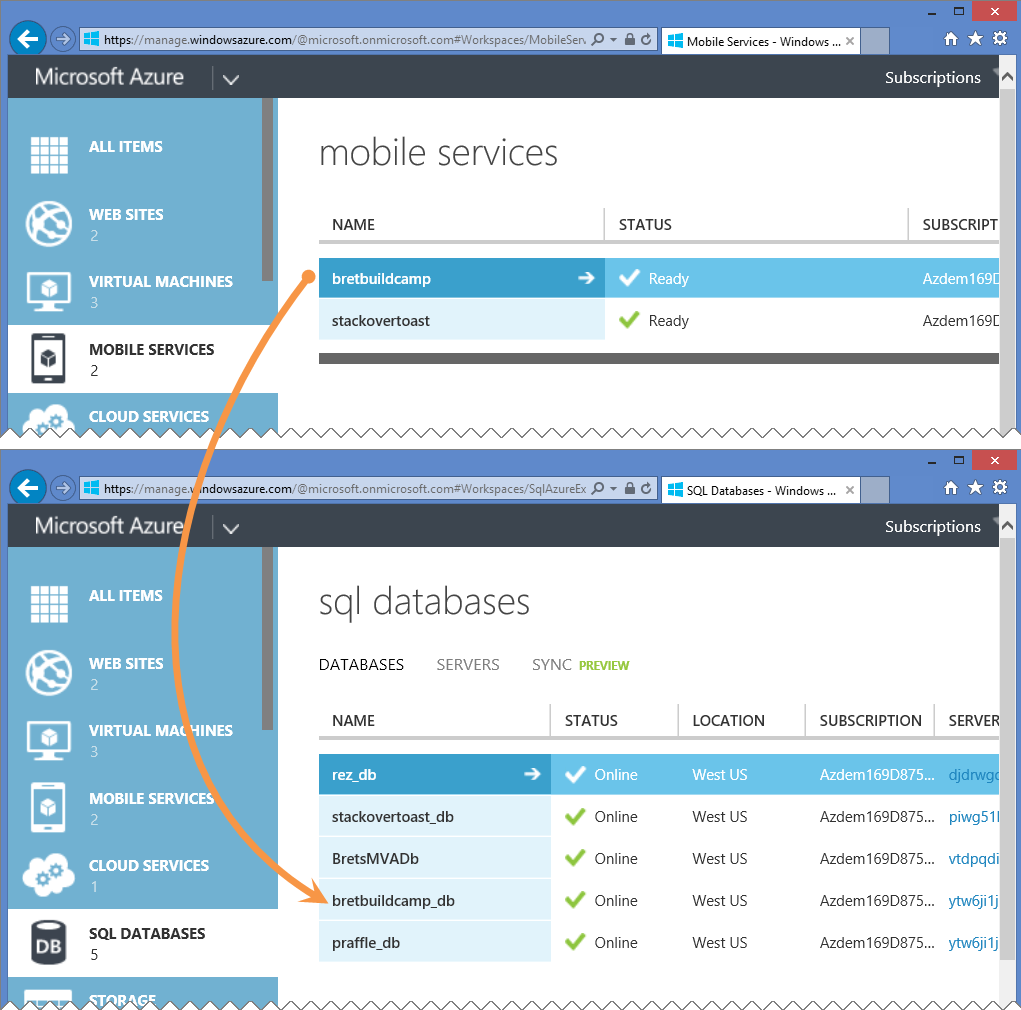 https://manage.windowsazure.com/@microsoft.onmicrosoft.com#Workspaces/MobileServ
Mobile Services - Windows ...
Microsoft Azure
Subscriptions
ALL ITEMS
WEB SITES
2
VIRTUAL MACHINES
3
MOBILE SERVICES
2
CLOUD SERVICES
mobile services
NAME STATUS SUBSCRIPT
bretbuildcamp Ready Azdem169D
stackovertoast Ready Azdem169D
https://manage.windowsazure.com/@microsoft.onmicrosoft.com#Workspaces/SqlAzureEx
SQL Databases - Windows ...
Microsoft Azure
Subscriptions
ALL ITEMS
WEB SITES
2
VIRTUAL MACHINES
3
MOBILE SERVICES
2
CLOUD SERVICES
1
DB
SQL DATABASES
5
STORAGE
sql databases
DATABASES SERVERS SYNC PREVIEW
NAME STATUS LOCATION SUBSCRIPTION SERVER
rez_db Online West US Azdem169D875... djdrwgc
stackovertoast_db Online West US Azdem169D875... piwg51
BretsMVADb Online West US Azdem169D875... vtdpqdi
bretbuildcamp_db Online West US Azdem169D875... ytw6ji1j
praffle_db Online West US Azdem169D875... ytw6ji1j